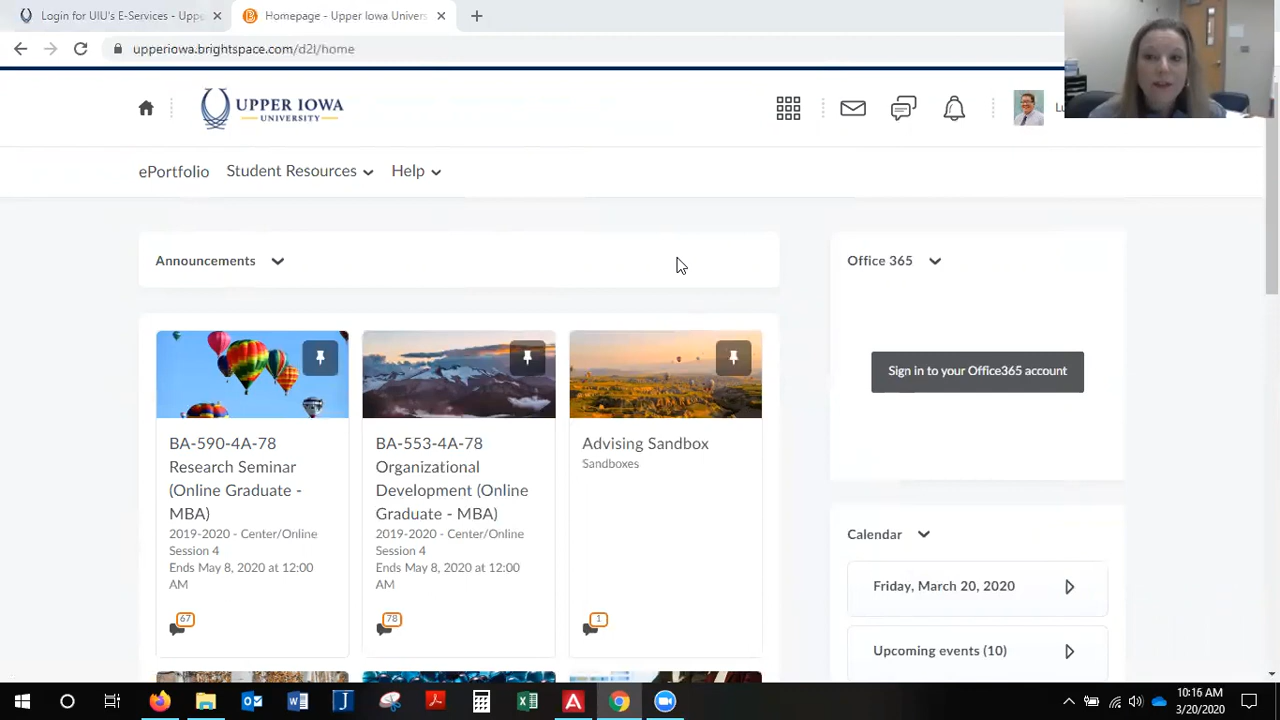 Login for UIU's E-Services - Upp
Homepage - Upper Iowa Univers
upperiowa.brightspace.com/d2l/home
UPPER IOWA
UNIVERSITY
ePortfolio
Student Resources
Help
Announcements
Office 365
Sign in to your Office365 account
BA-590-4A-78
Research Seminar
(Online Graduate -
MBA)
2019-2020 - Center/Online
Session 4
Ends May 8, 2020 at 12:00
AM
67
BA-553-4A-78
Organizational
Development (Online
Graduate - MBA)
2019-2020 - Center/Online
Session 4
Ends May 8, 2020 at 12:00
AM
78
Advising Sandbox
Sandboxes
1
Calendar
Friday, March 20, 2020
Upcoming events (10)
10:16 AM
3/20/2020